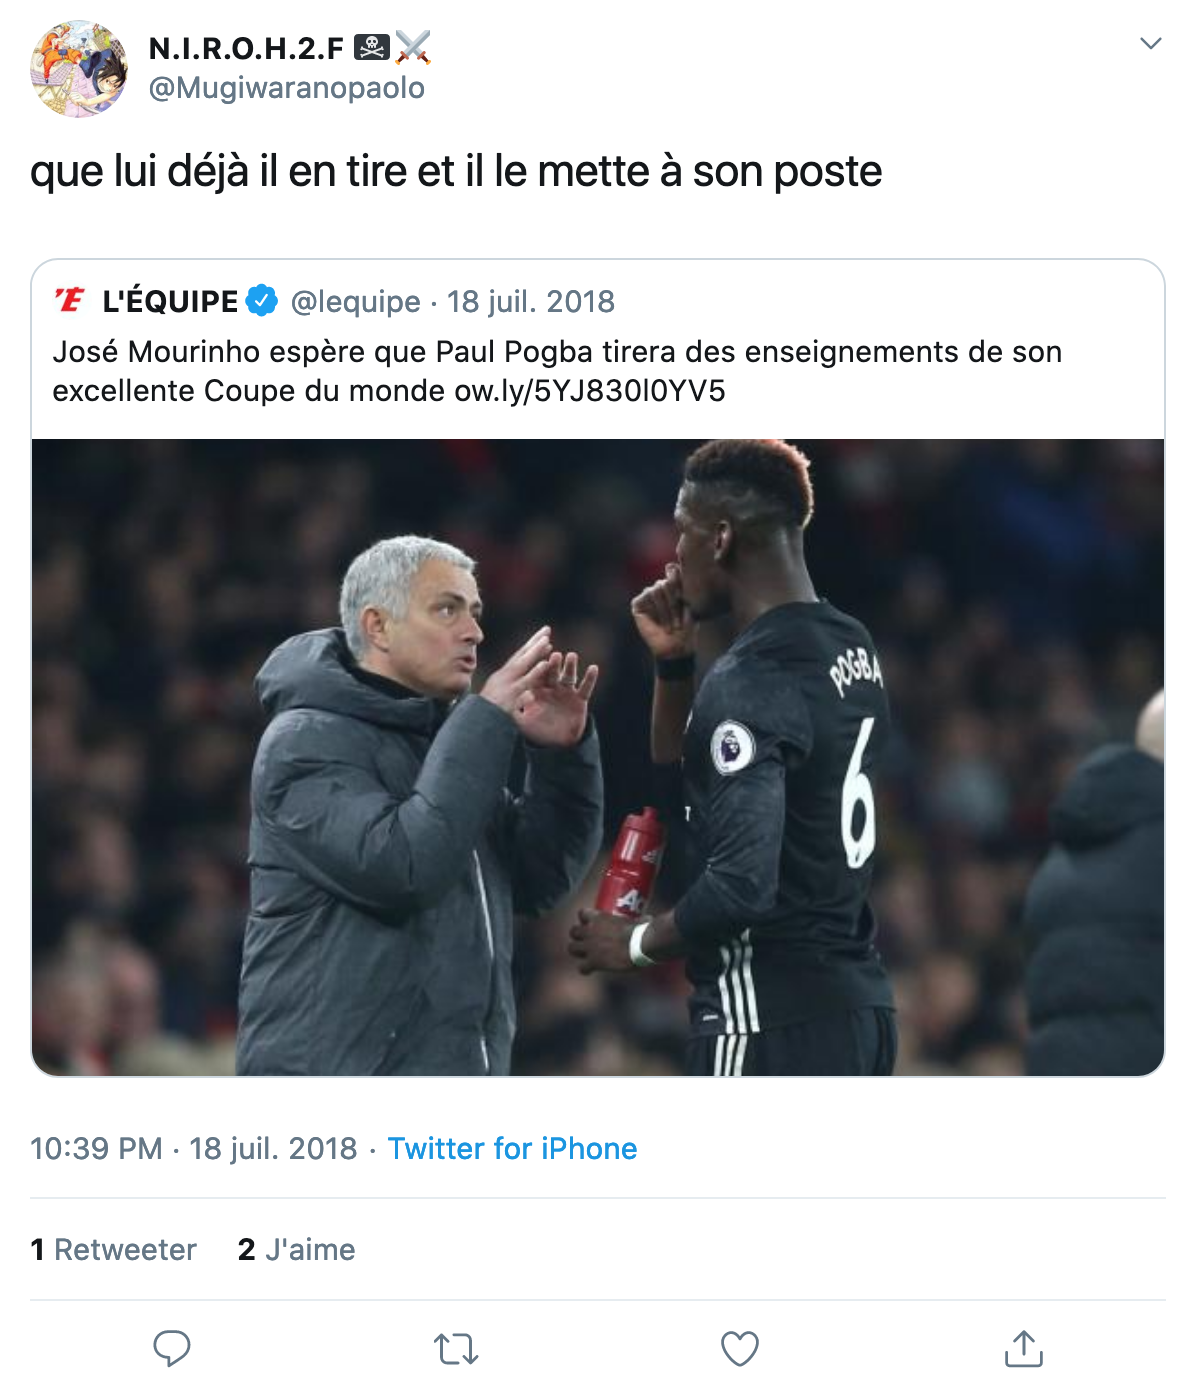 N.I.R.O.H.2.F 🏴‍☠️⚔️
@Mugiwaranopaolo
que lui déjà il en tire et il le mette à son poste
'E L'ÉQUIPE @lequipe · 18 juil. 2018
José Mourinho espère que Paul Pogba tirera des enseignements de son
excellente Coupe du monde ow.ly/5YJ830l0YV5
POGBA
6
10:39 PM · 18 juil. 2018 · Twitter for iPhone
1 Retweeter 2 J'aime